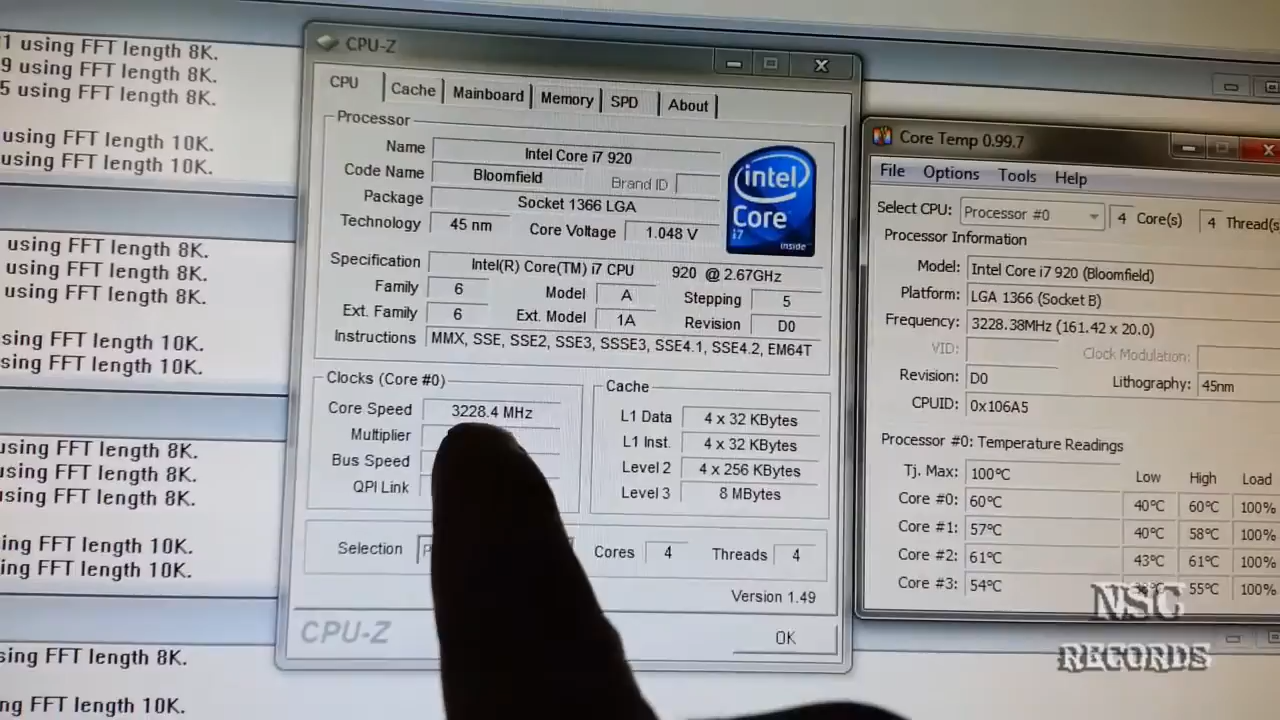 1 using FFT length 8K.
9 using FFT length 8K.
5 using FFT length 8K.
using FFT length 10K.
using FFT length 10K.
using FFT length 8K.
using FFT length 8K.
using FFT length 8K.
sing FFT length 10K.
sing FFT length 10K.
using FFT length 8K.
using FFT length 8K.
using FFT length 8K.
ing FFT length 10K.
ing FFT length 10K.
sing FFT length 8K.
ng FFT length 10K.
CPU-Z
CPU Cache Mainboard Memory SPD About
Processor
Name Intel Core i7 920
Code Name Bloomfield Brand ID
Package Socket 1366 LGA
Technology 45 nm Core Voltage 1.048 V
intel Core i7 inside
Specification Intel(R) Core(TM) i7 CPU 920 @ 2.67GHz
Family 6 Model A Stepping 5
Ext. Family 6 Ext. Model 1A Revision D0
Instructions MMX, SSE, SSE2, SSE3, SSSE3, SSE4.1, SSE4.2, EM64T
Clocks (Core #0)
Core Speed 3228.4 MHz
Multiplier
Bus Speed
QPI Link
Cache
L1 Data 4 x 32 KBytes
L1 Inst. 4 x 32 KBytes
Level 2 4 x 256 KBytes
Level 3 8 MBytes
Selection P Cores 4 Threads 4
Version 1.49
CPU-Z OK
Core Temp 0.99.7
File Options Tools Help
Select CPU: Processor #0 4 Core(s) 4 Thread(s
Processor Information
Model: Intel Core i7 920 (Bloomfield)
Platform: LGA 1366 (Socket B)
Frequency: 3228.38MHz (161.42 x 20.0)
VID: Clock Modulation:
Revision: D0 Lithography: 45nm
CPUID: 0x106A5
Processor #0: Temperature Readings
Tj. Max: 100°C Low High Load
Core #0: 60°C 40°C 60°C 100%
Core #1: 57°C 40°C 58°C 100%
Core #2: 61°C 43°C 61°C 100%
Core #3: 54°C 55°C 100%
NSC
RECORDS